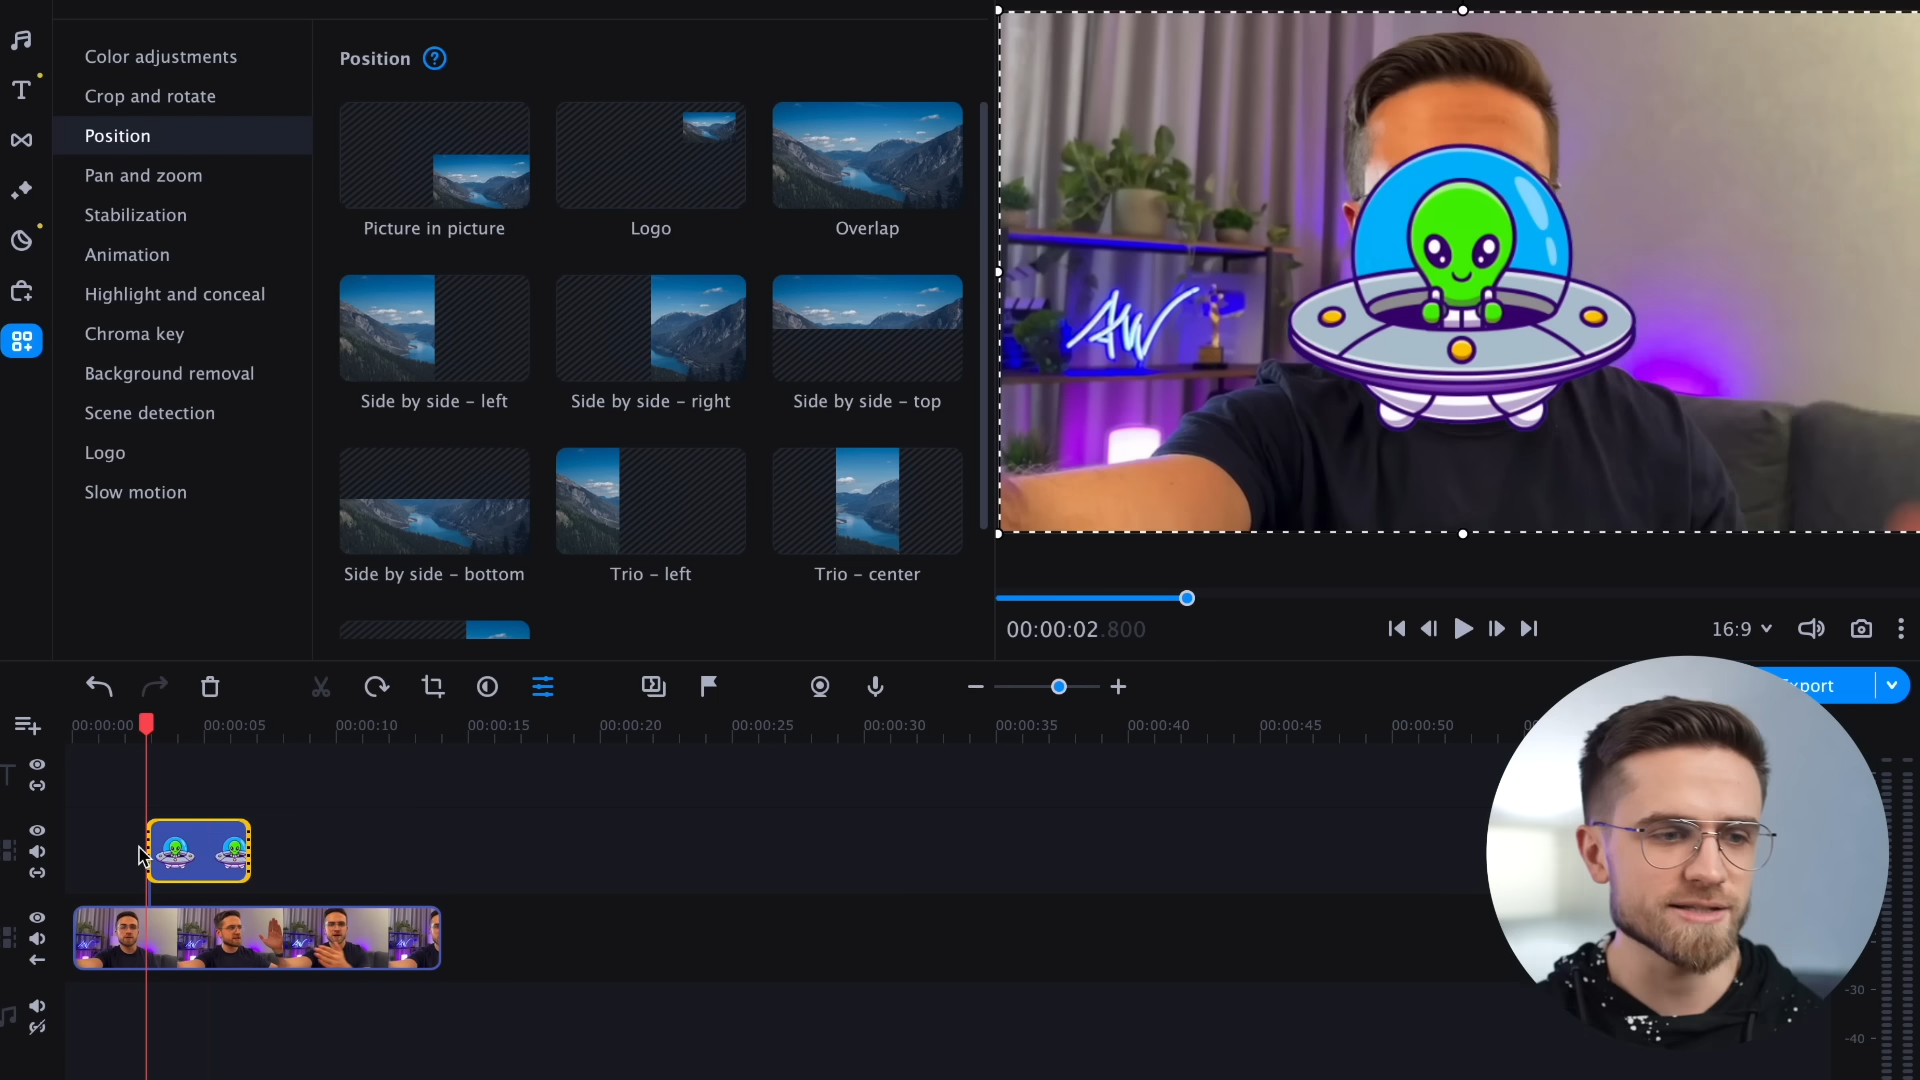 Color adjustments
Crop and rotate
Position
Pan and zoom
Stabilization
Animation
Highlight and conceal
Chroma key
Background removal
Scene detection
Logo
Slow motion
Position ?
Picture in picture
Logo
Overlap
Side by side – left
Side by side – right
Side by side – top
Side by side – bottom
Trio – left
Trio – center
AW
00:00:02.800
16:9
xport
00:00:00
00:00:05
00:00:10
00:00:15
00:00:20
00:00:25
00:00:30
00:00:35
00:00:40
00:00:45
00:00:50
-30
-40